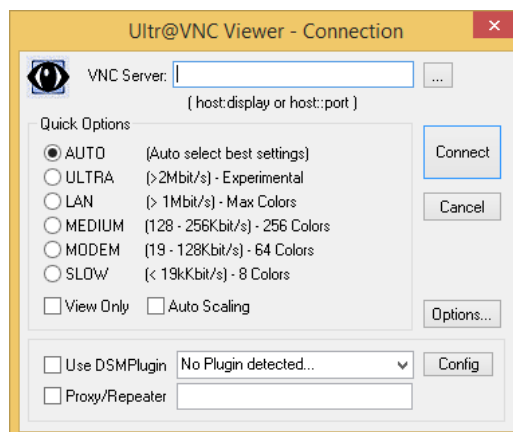 Ultr@VNC Viewer - Connection
VNC Server:
...
( host:display or host::port )
Quick Options
AUTO (Auto select best settings)
Connect
ULTRA (>2Mbit/s) - Experimental
LAN (> 1Mbit/s) - Max Colors
Cancel
MEDIUM (128 - 256Kbit/s) - 256 Colors
MODEM (19 - 128Kbit/s) - 64 Colors
SLOW (< 19kKbit/s) - 8 Colors
View Only Auto Scaling
Options...
Use DSMPlugin No Plugin detected... Config
Proxy/Repeater